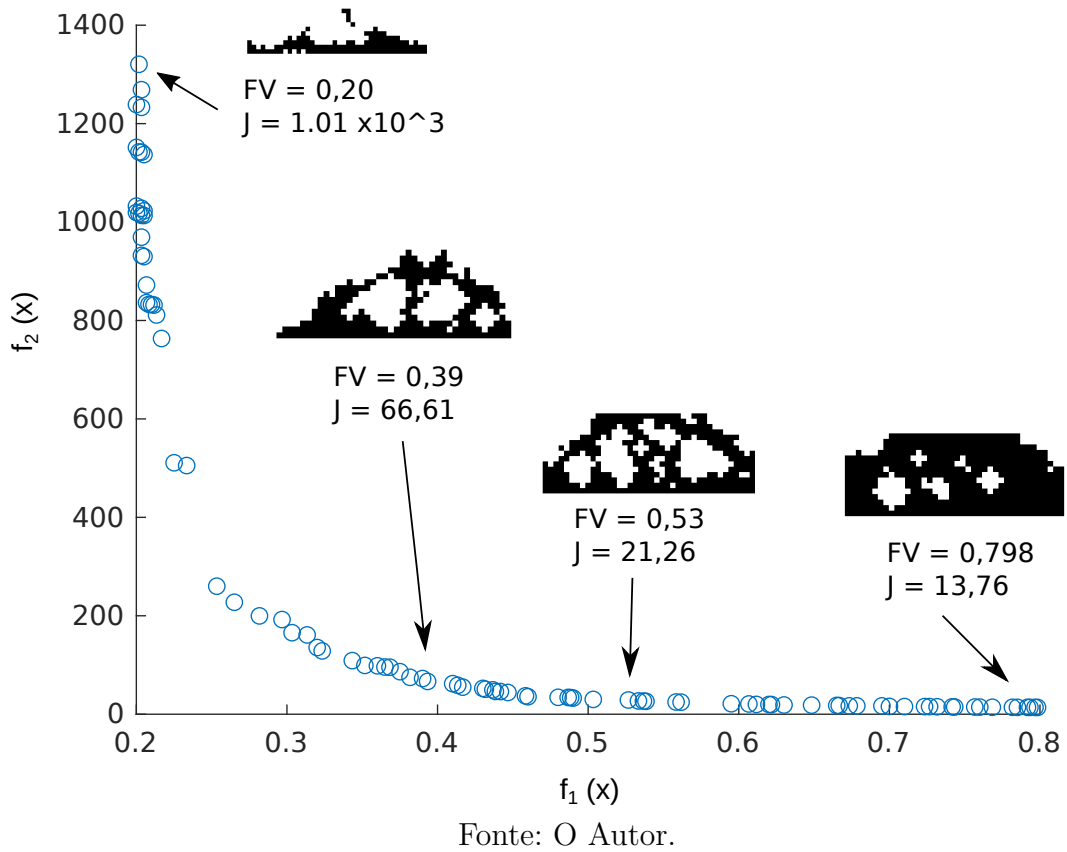 1400
1200
1000
800
600
400
200
0
f2 (x)
FV = 0,20
J = 1.01 x10^3
FV = 0,39
J = 66,61
FV = 0,53
J = 21,26
FV = 0,798
J = 13,76
0.2 0.3 0.4 0.5 0.6 0.7 0.8
f1 (x)
Fonte: O Autor.